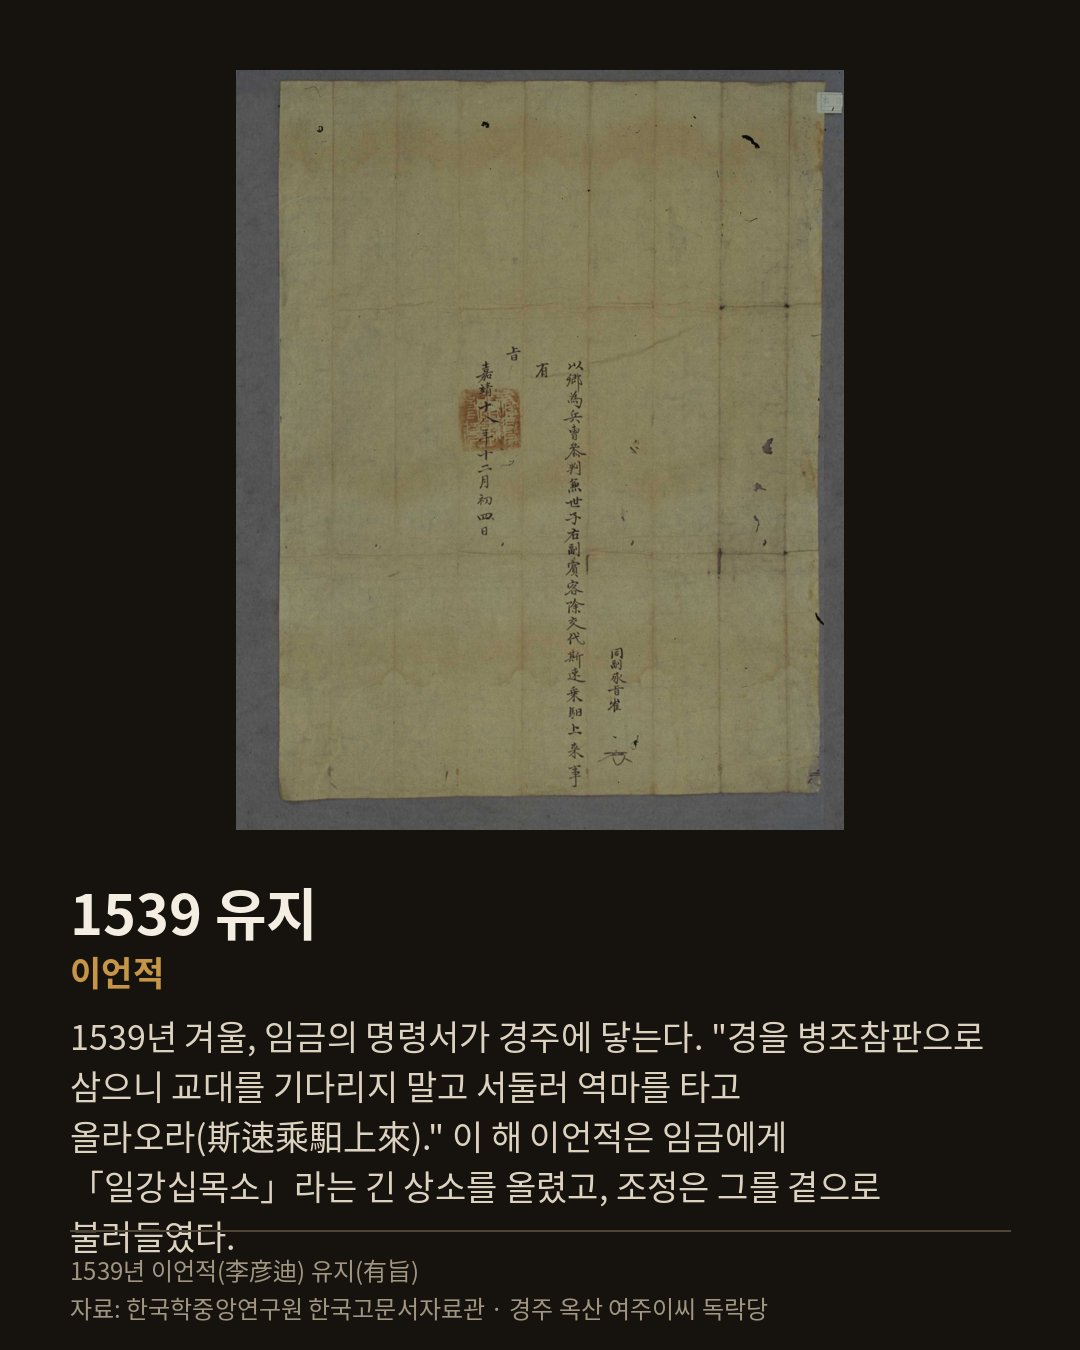 同副承旨崔
以鄕爲兵曹叅判兼世子右副賓客除交代斯速乘馹上來事
有
旨
嘉靖十八年十二月初四日
1539 유지
이언적
1539년 겨울, 임금의 명령서가 경주에 닿는다. "경을 병조참판으로
삼으니 교대를 기다리지 말고 서둘러 역마를 타고
올라오라(斯速乘馹上來)." 이 해 이언적은 임금에게
「일강십목소」라는 긴 상소를 올렸고, 조정은 그를 곁으로
불러들였다.
1539년 이언적(李彦迪) 유지(有旨)
자료: 한국학중앙연구원 한국고문서자료관 · 경주 옥산 여주이씨 독락당